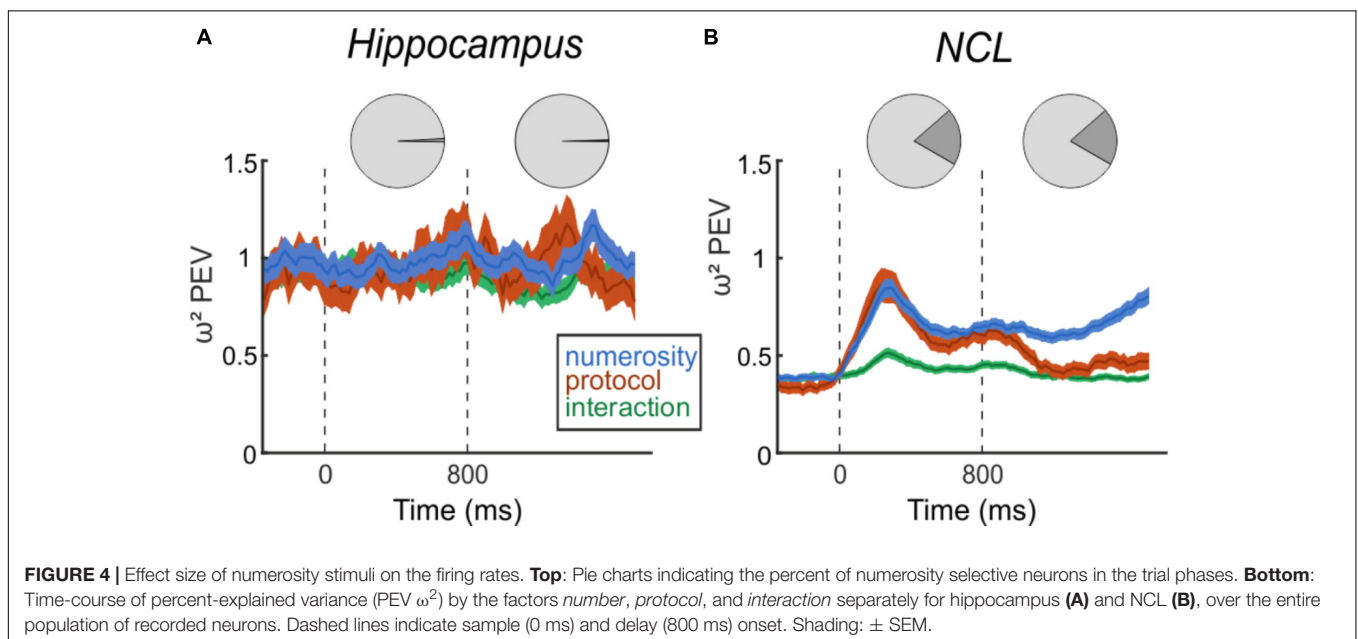 A
Hippocampus
B
NCL
1.5
1
0.5
0
ω² PEV
0
800
Time (ms)
numerosity
protocol
interaction
1.5
1
0.5
0
ω² PEV
0
800
Time (ms)
FIGURE 4 | Effect size of numerosity stimuli on the firing rates. Top: Pie charts indicating the percent of numerosity selective neurons in the trial phases. Bottom:
Time-course of percent-explained variance (PEV ω²) by the factors number, protocol, and interaction separately for hippocampus (A) and NCL (B), over the entire
population of recorded neurons. Dashed lines indicate sample (0 ms) and delay (800 ms) onset. Shading: ± SEM.